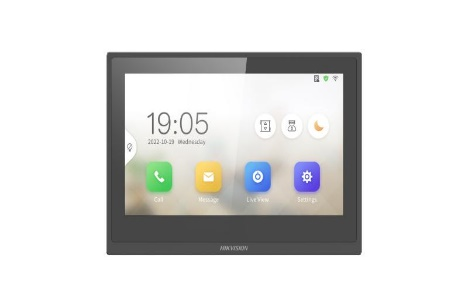 19:05
2022-10-19 Wednesday
Call
Message
Live View
Settings
HIKVISION